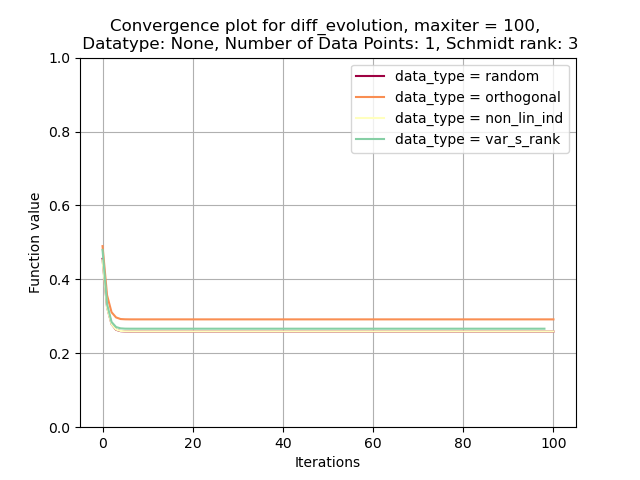 Convergence plot for diff_evolution, maxiter = 100,
Datatype: None, Number of Data Points: 1, Schmidt rank: 3
data_type = random
data_type = orthogonal
data_type = non_lin_ind
data_type = var_s_rank
Function value
1.0
0.8
0.6
0.4
0.2
0.0
0 20 40 60 80 100
Iterations